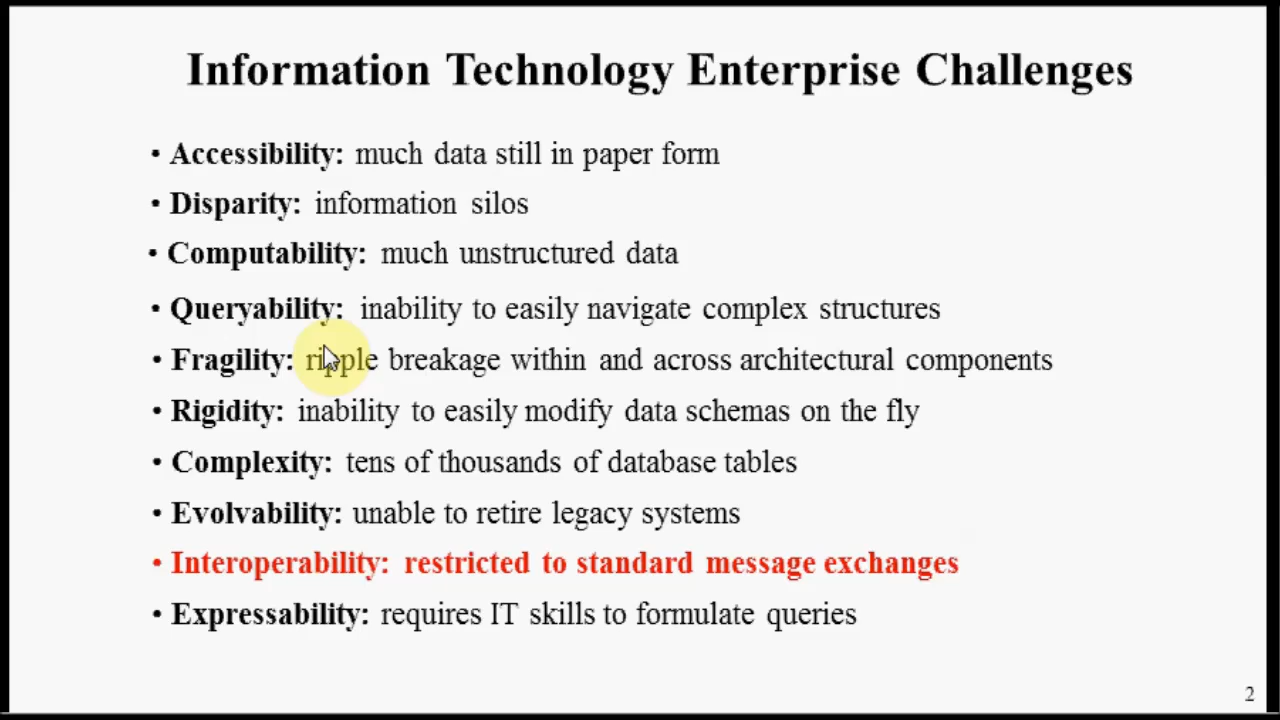 Information Technology Enterprise Challenges
• Accessibility: much data still in paper form
• Disparity: information silos
• Computability: much unstructured data
• Queryability: inability to easily navigate complex structures
• Fragility: ripple breakage within and across architectural components
• Rigidity: inability to easily modify data schemas on the fly
• Complexity: tens of thousands of database tables
• Evolvability: unable to retire legacy systems
• Interoperability: restricted to standard message exchanges
• Expressability: requires IT skills to formulate queries
2